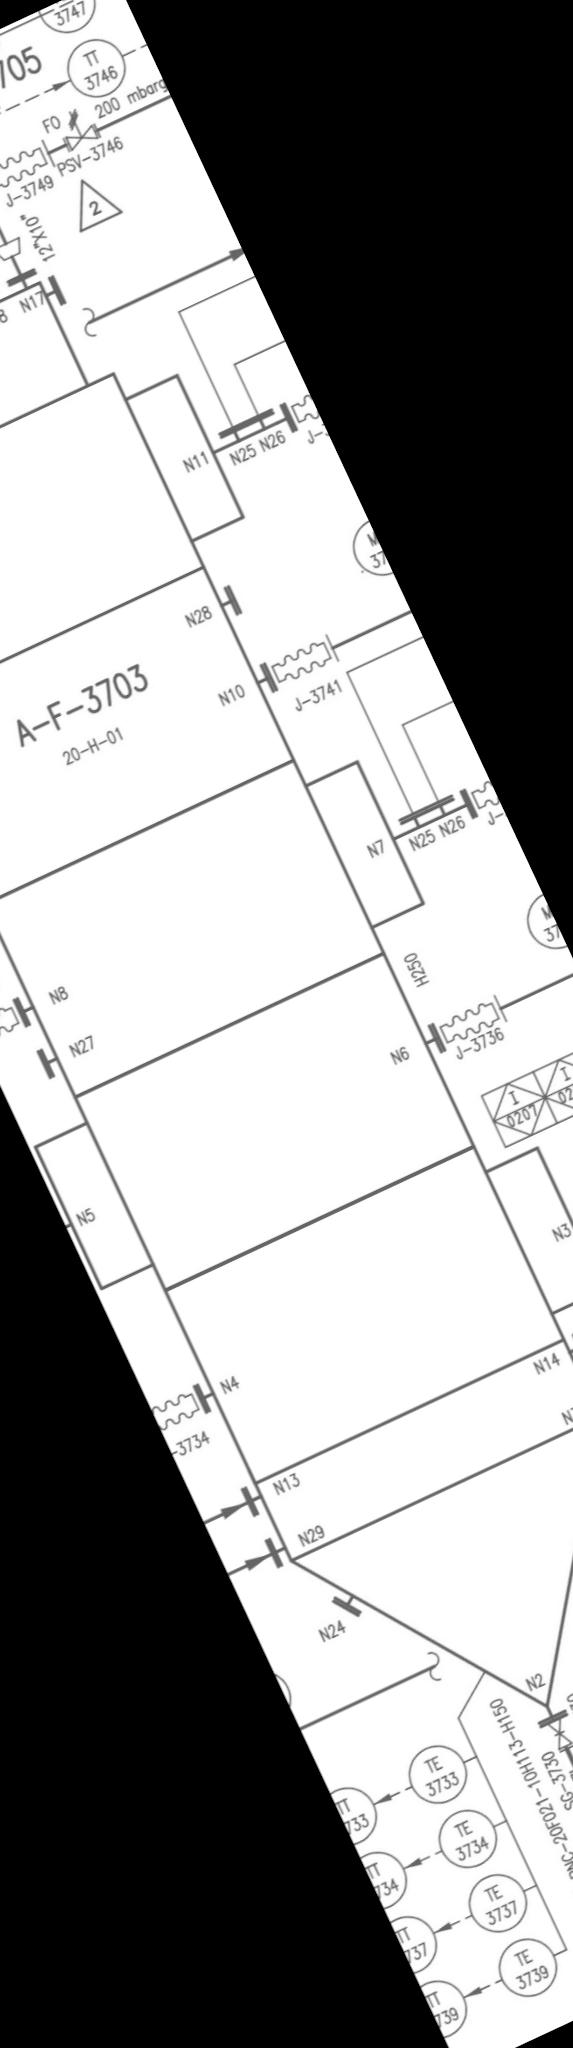 3747
705
TT
3746
FO
200 mbarg
PSV-3746
J-3749
2
12"X10"
8
N17
N11
N25 N26
J-3
M
37
N28
N10
J-3741
A-F-3703
20-H-01
N7
N25 N26
J-
M
37
H250
N8
N27
N6
J-3736
I
0207
I
02
N5
N3
N4
-3734
N14
N13
N29
N24
N2
SG-3730
NC-20F021-10H113-H150
TE
3733
TT
733
TE
3734
TT
734
TE
3737
TT
737
TE
3739
TT
739